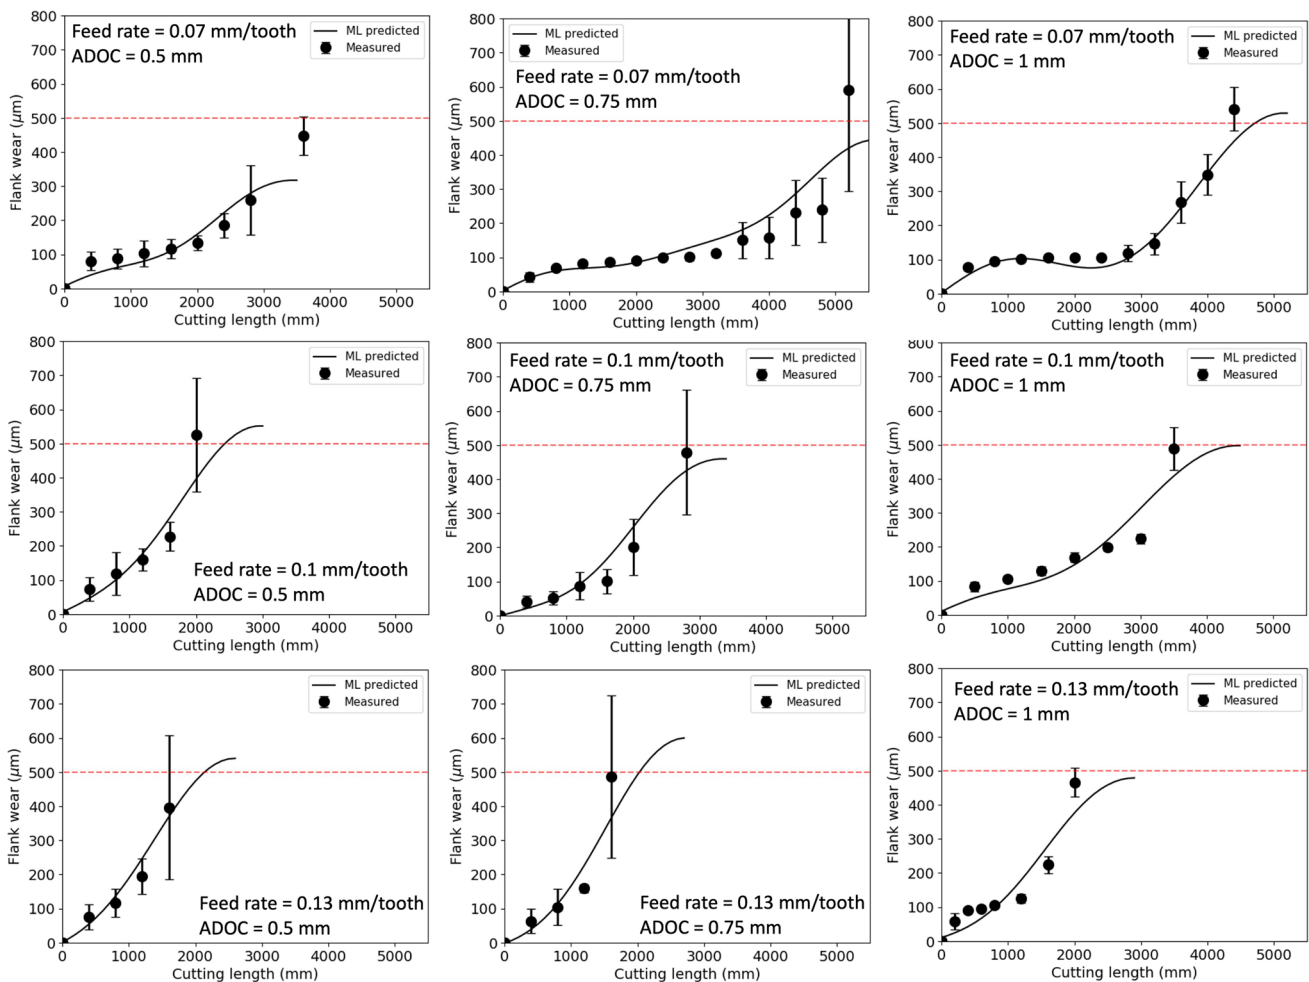 Feed rate = 0.07 mm/tooth
ADOC = 0.5 mm
ML predicted
Measured
800
700
600
500
400
300
200
100
0
Flank wear (μm)
0 1000 2000 3000 4000 5000
Cutting length (mm)
ML predicted
Measured
Feed rate = 0.07 mm/tooth
ADOC = 0.75 mm
800
700
600
500
400
300
200
100
0
Flank wear (μm)
0 1000 2000 3000 4000 5000
Cutting length (mm)
Feed rate = 0.07 mm/tooth
ADOC = 1 mm
ML predicted
Measured
800
700
600
500
400
300
200
100
0
Flank wear (μm)
0 1000 2000 3000 4000 5000
Cutting length (mm)
ML predicted
Measured
800
700
600
500
400
300
200
100
0
Flank wear (μm)
Feed rate = 0.1 mm/tooth
ADOC = 0.5 mm
0 1000 2000 3000 4000 5000
Cutting length (mm)
Feed rate = 0.1 mm/tooth
ADOC = 0.75 mm
ML predicted
Measured
800
700
600
500
400
300
200
100
0
Flank wear (μm)
0 1000 2000 3000 4000 5000
Cutting length (mm)
Feed rate = 0.1 mm/tooth
ADOC = 1 mm
ML predicted
Measured
800
700
600
500
400
300
200
100
0
Flank wear (μm)
0 1000 2000 3000 4000 5000
Cutting length (mm)
ML predicted
Measured
800
700
600
500
400
300
200
100
0
Flank wear (μm)
Feed rate = 0.13 mm/tooth
ADOC = 0.5 mm
0 1000 2000 3000 4000 5000
Cutting length (mm)
ML predicted
Measured
800
700
600
500
400
300
200
100
0
Flank wear (μm)
Feed rate = 0.13 mm/tooth
ADOC = 0.75 mm
0 1000 2000 3000 4000 5000
Cutting length (mm)
Feed rate = 0.13 mm/tooth
ADOC = 1 mm
ML predicted
Measured
800
700
600
500
400
300
200
100
0
Flank wear (μm)
0 1000 2000 3000 4000 5000
Cutting length (mm)